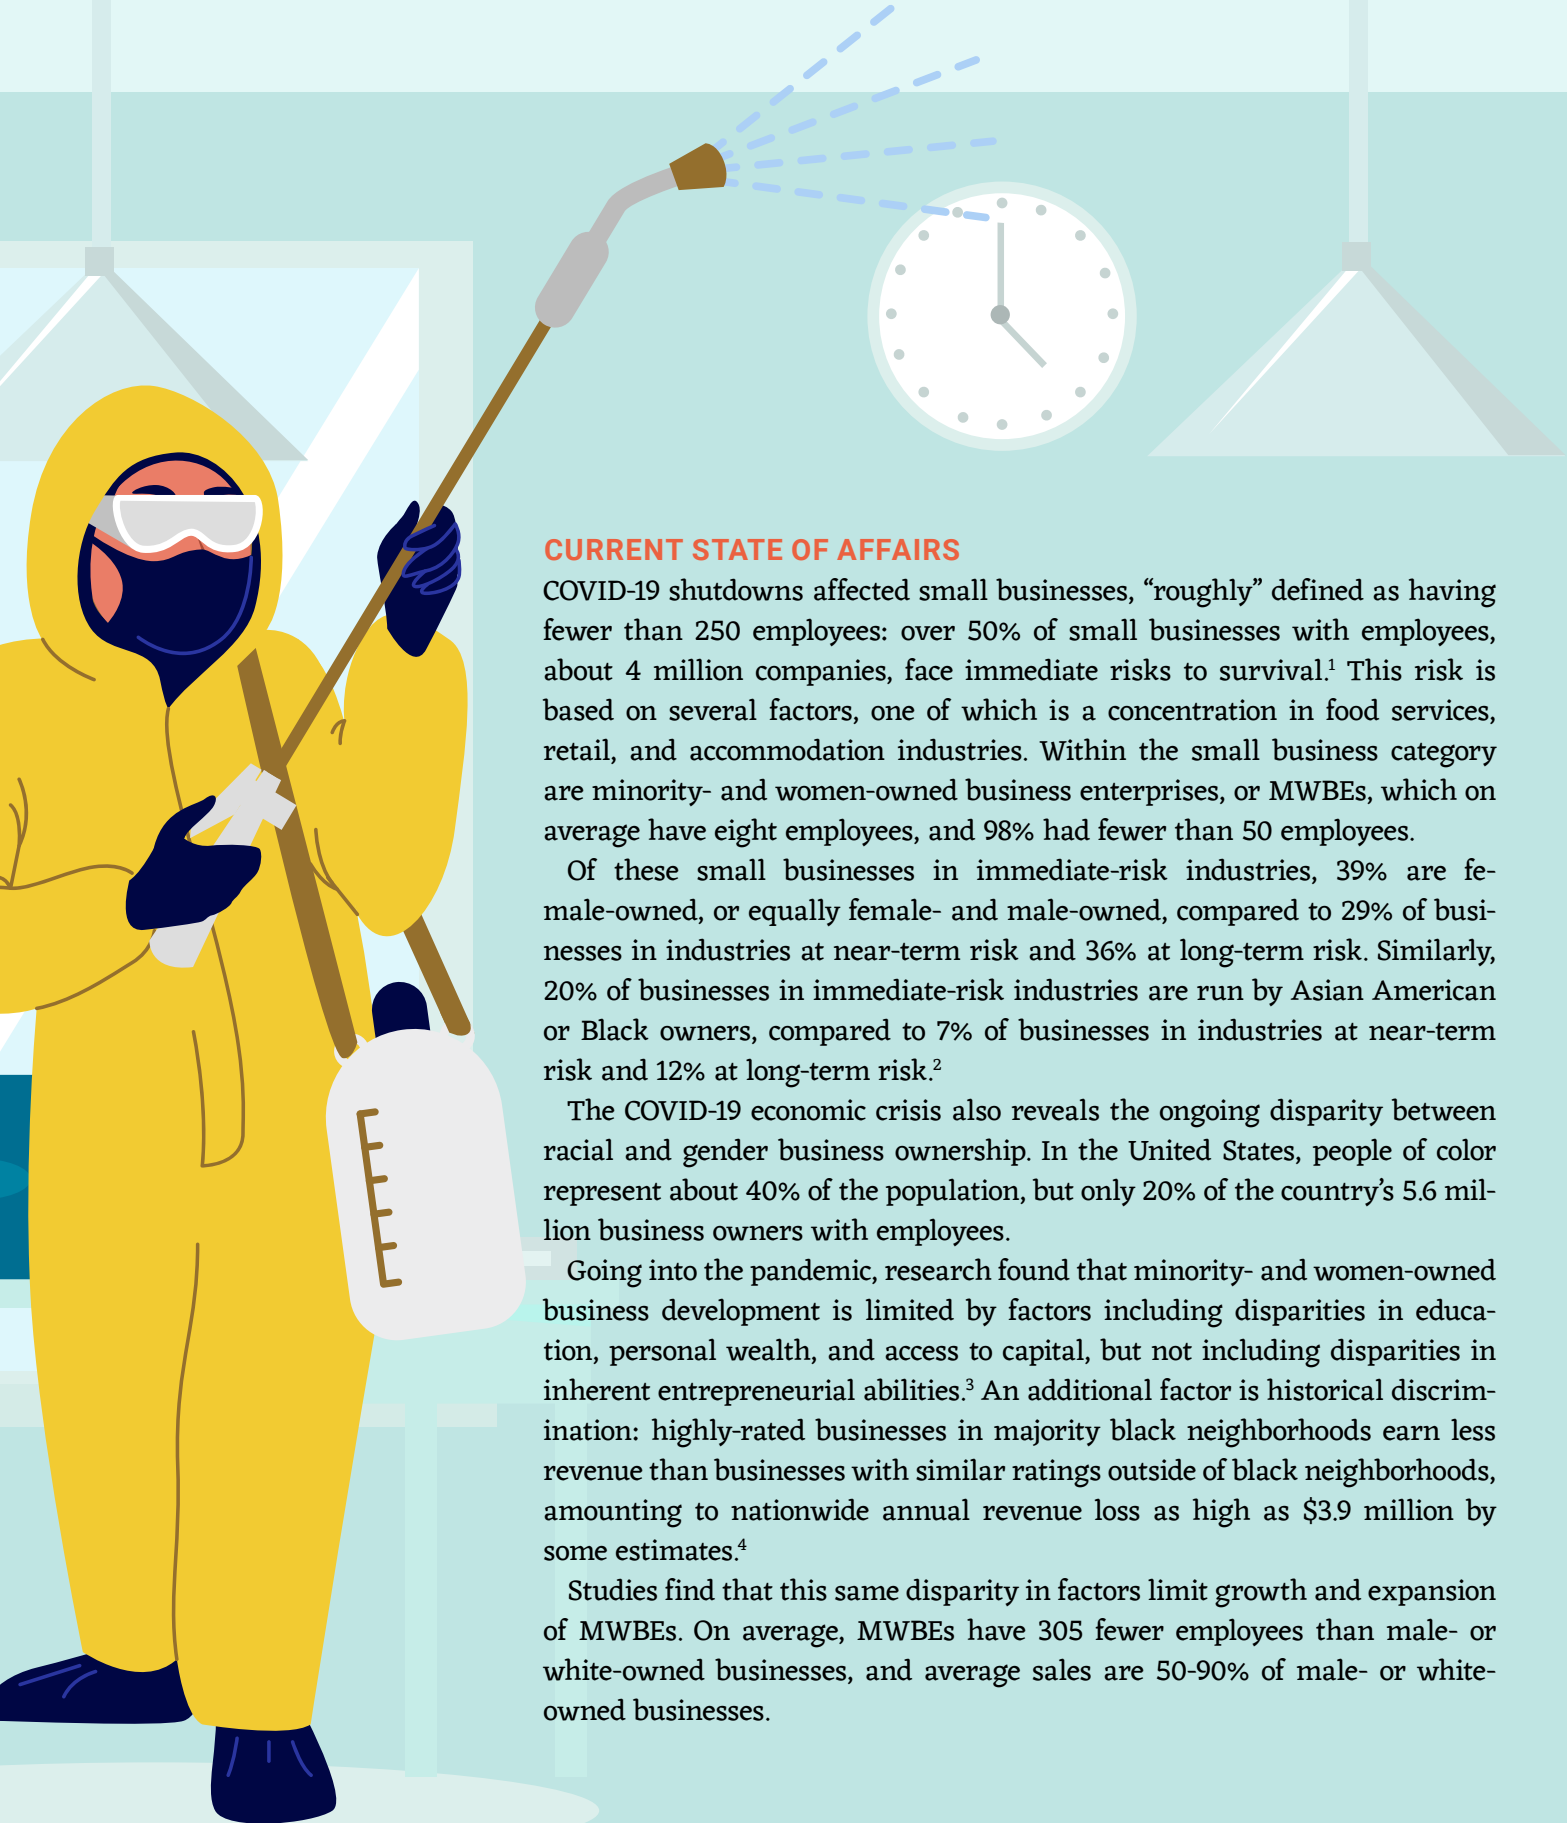 CURRENT STATE OF AFFAIRS
COVID-19 shutdowns affected small businesses, “roughly” defined as having
fewer than 250 employees: over 50% of small businesses with employees,
about 4 million companies, face immediate risks to survival.¹ This risk is
based on several factors, one of which is a concentration in food services,
retail, and accommodation industries. Within the small business category
are minority- and women-owned business enterprises, or MWBEs, which on
average have eight employees, and 98% had fewer than 50 employees.
Of these small businesses in immediate-risk industries, 39% are fe-
male-owned, or equally female- and male-owned, compared to 29% of busi-
nesses in industries at near-term risk and 36% at long-term risk. Similarly,
20% of businesses in immediate-risk industries are run by Asian American
or Black owners, compared to 7% of businesses in industries at near-term
risk and 12% at long-term risk.²
The COVID-19 economic crisis also reveals the ongoing disparity between
racial and gender business ownership. In the United States, people of color
represent about 40% of the population, but only 20% of the country’s 5.6 mil-
lion business owners with employees.
Going into the pandemic, research found that minority- and women-owned
business development is limited by factors including disparities in educa-
tion, personal wealth, and access to capital, but not including disparities in
inherent entrepreneurial abilities.³ An additional factor is historical discrim-
ination: highly-rated businesses in majority black neighborhoods earn less
revenue than businesses with similar ratings outside of black neighborhoods,
amounting to nationwide annual revenue loss as high as $3.9 million by
some estimates.⁴
Studies find that this same disparity in factors limit growth and expansion
of MWBEs. On average, MWBEs have 305 fewer employees than male- or
white-owned businesses, and average sales are 50-90% of male- or white-
owned businesses.